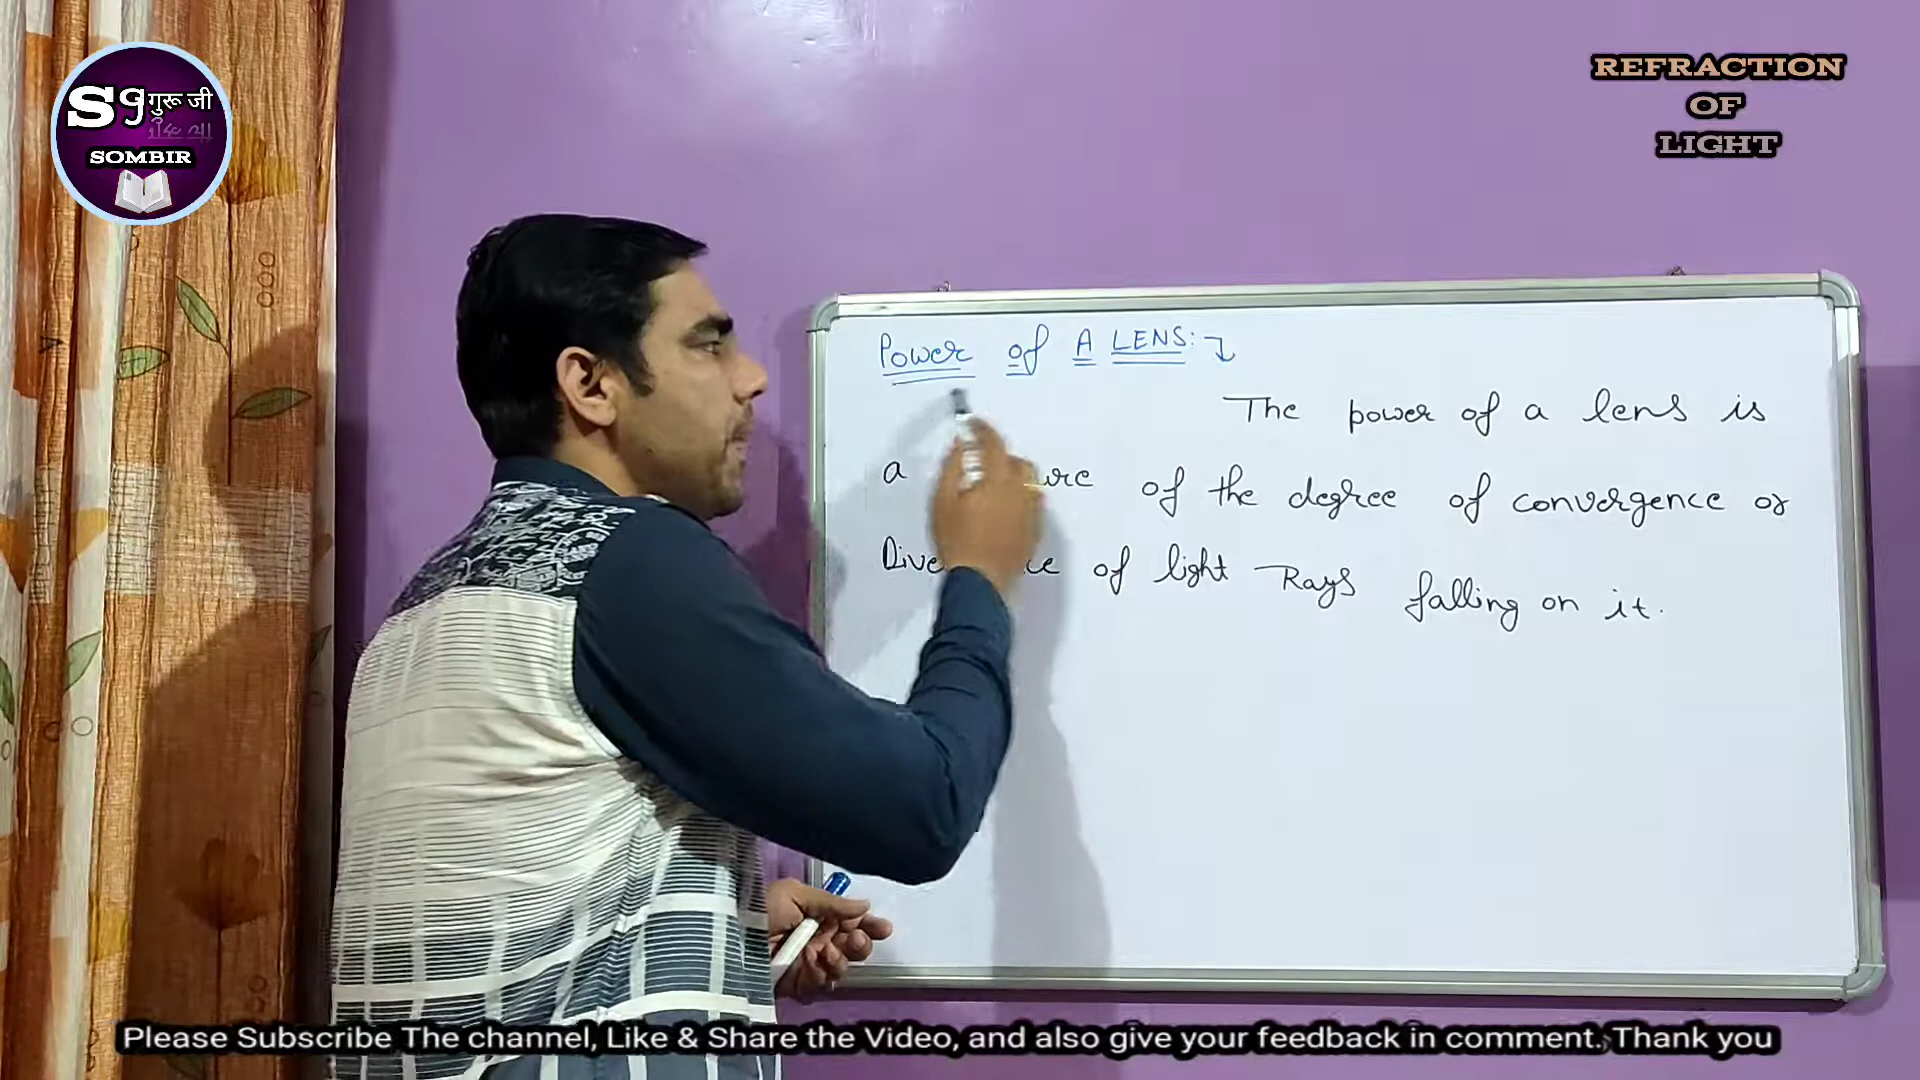 Sg गुरू जी
SOMBIR
REFRACTION
OF
LIGHT
Power of A LENS:
The power of a lens is
a of the degree of convergence or
of light Rays falling on it.
Please Subscribe The channel, Like & Share the Video, and also give your feedback in comment. Thank you